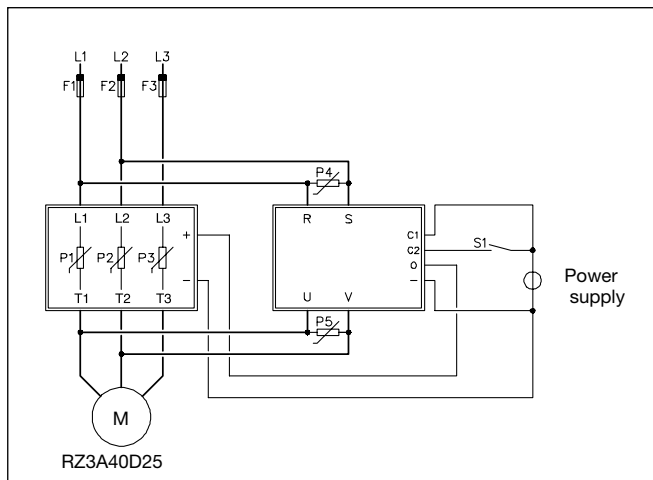 L1 L2 L3
F1 F2 F3
P4
L1 L2 L3 + R S C1
P1 P2 P3 C2 S1
O
- T1 T2 T3 U V -
Power
supply
P5
M
RZ3A40D25